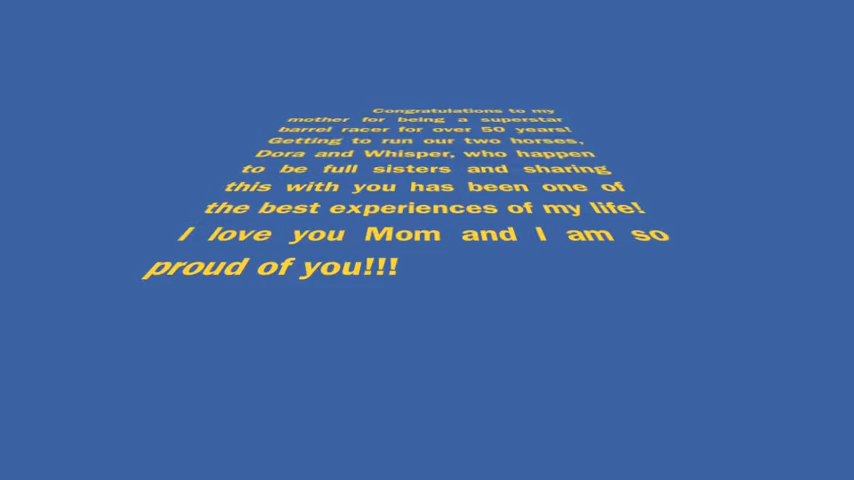 Congratulations to my
mother for being a superstar
barrel racer for over 50 years!
Getting to run our two horses,
Dora and Whisper, who happen
to be full sisters and sharing
this with you has been one of
the best experiences of my life!
I love you Mom and I am so
proud of you!!!